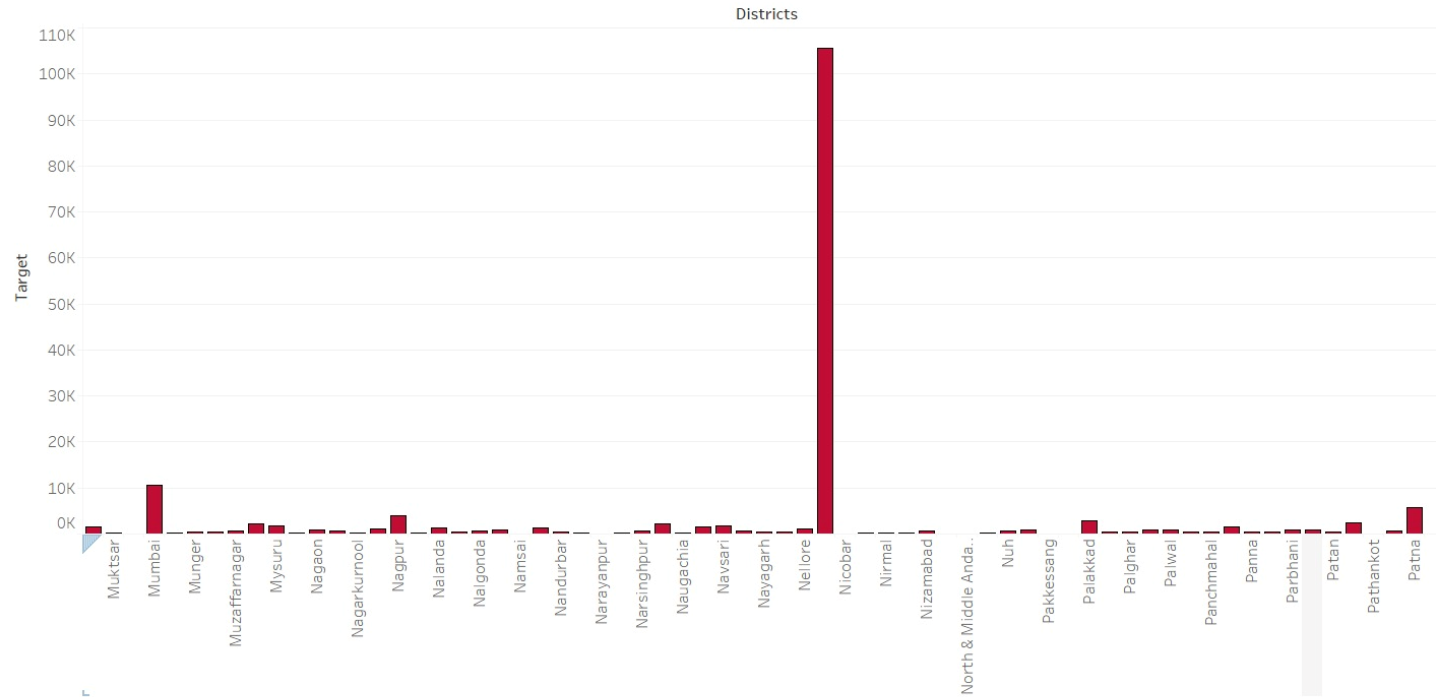 Districts
110K
100K
90K
80K
70K
60K
50K
40K
30K
20K
10K
0K
Target
Muktsar
Mumbai
Munger
Muzaffarnagar
Mysuru
Nagaon
Nagarkurnool
Nagpur
Nalanda
Nalgonda
Namsai
Nandurbar
Narayanpur
Narsinghpur
Naugachia
Navsari
Nayagarh
Nellore
Nicobar
Nirmal
Nizamabad
North & Middle Anda..
Nuh
Pakkessang
Palakkad
Palghar
Palwal
Panchmahal
Panna
Parbhani
Patan
Pathankot
Patna